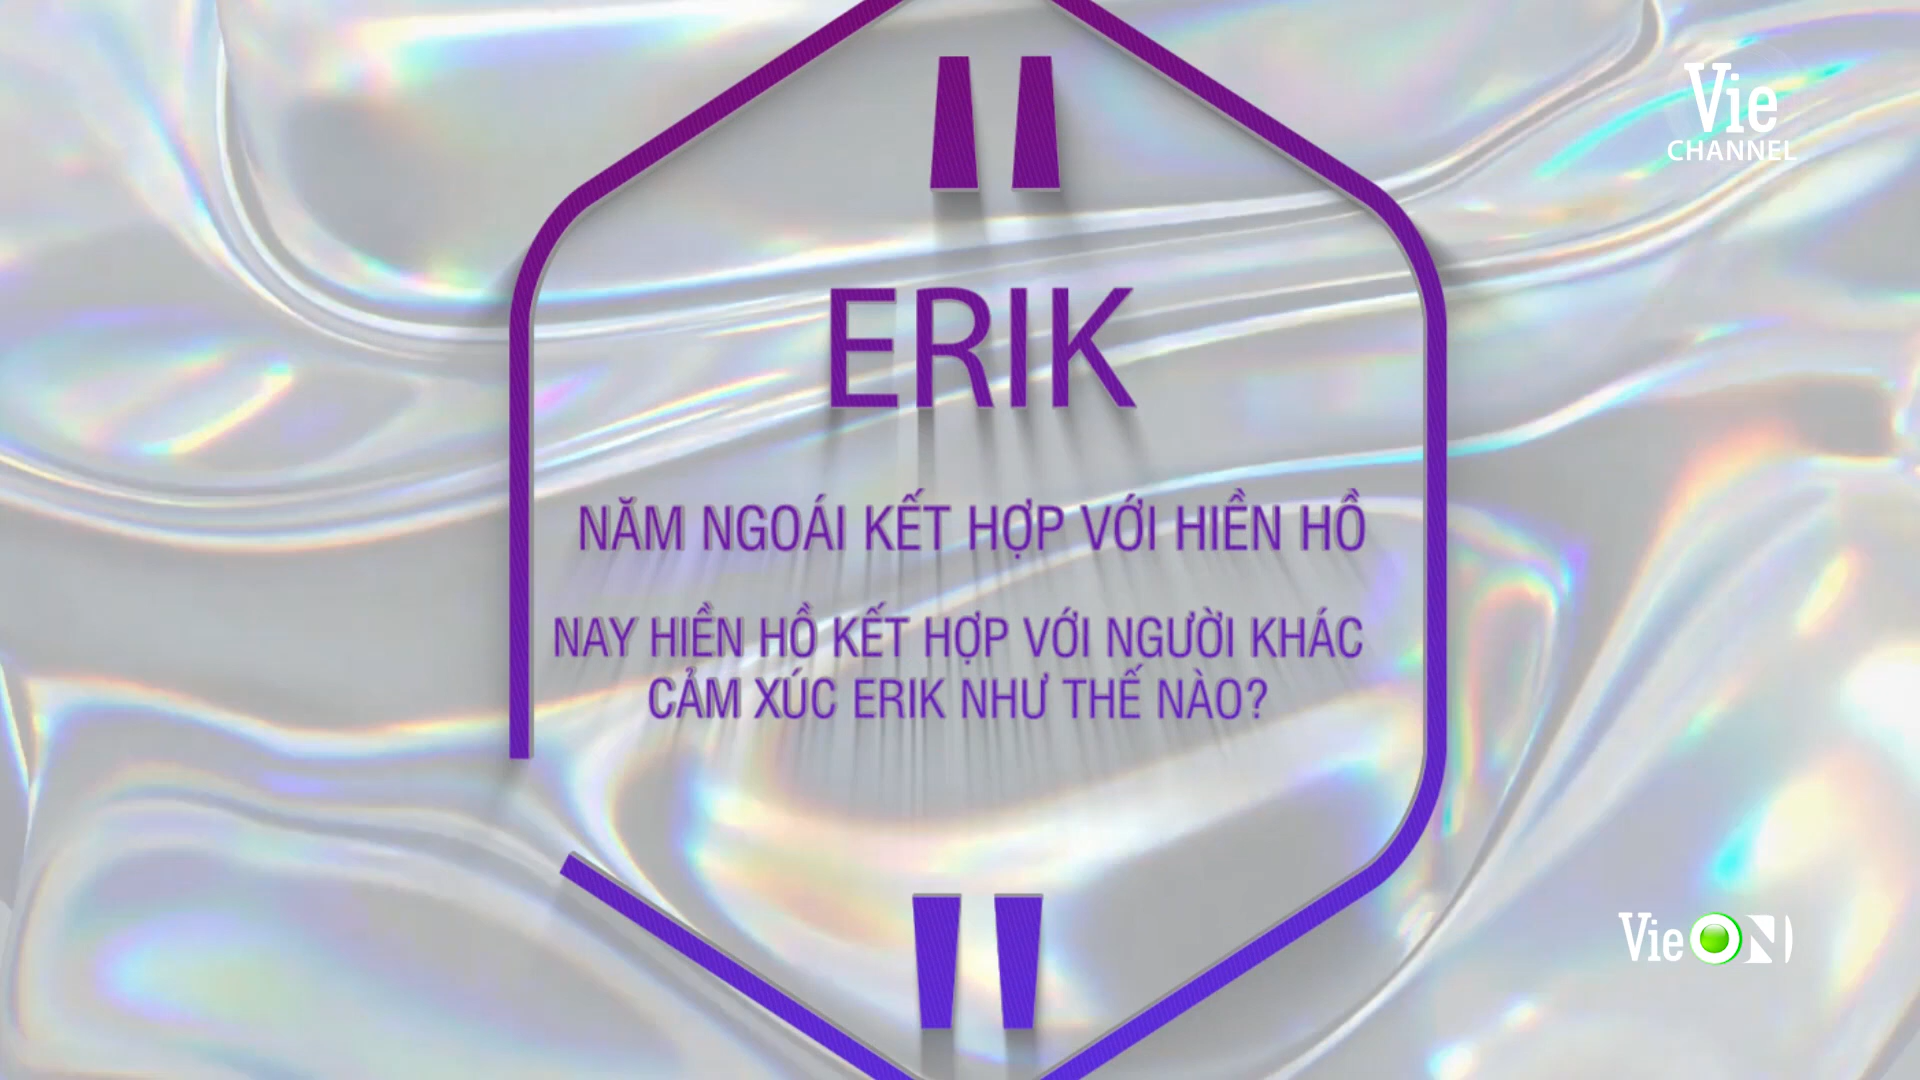 Vie
CHANNEL
"
ERIK
NĂM NGOÁI KẾT HỢP VỚI HIỀN HỒ
NAY HIỀN HỒ KẾT HỢP VỚI NGƯỜI KHÁC
CẢM XÚC ERIK NHƯ THẾ NÀO?
"
VieON